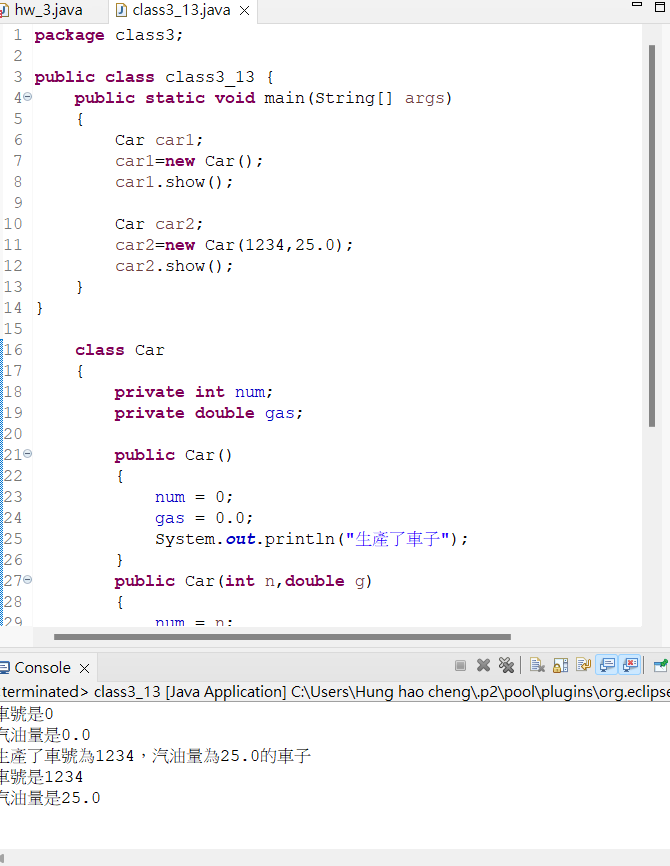 hw_3.java
class3_13.java
1 package class3;
2
3 public class class3_13 {
4 public static void main(String[] args)
5 {
6 Car car1;
7 car1=new Car();
8 car1.show();
9
10 Car car2;
11 car2=new Car(1234,25.0);
12 car2.show();
13 }
14 }
15
16 class Car
17 {
18 private int num;
19 private double gas;
20
21 public Car()
22 {
23 num = 0;
24 gas = 0.0;
25 System.out.println("生產了車子");
26 }
27 public Car(int n,double g)
28 {
29 num = n;
Console
terminated> class3_13 [Java Application] C:\Users\Hung hao cheng\.p2\pool\plugins\org.eclipse
車號是0
汽油量是0.0
生產了車號為1234，汽油量為25.0的車子
車號是1234
汽油量是25.0